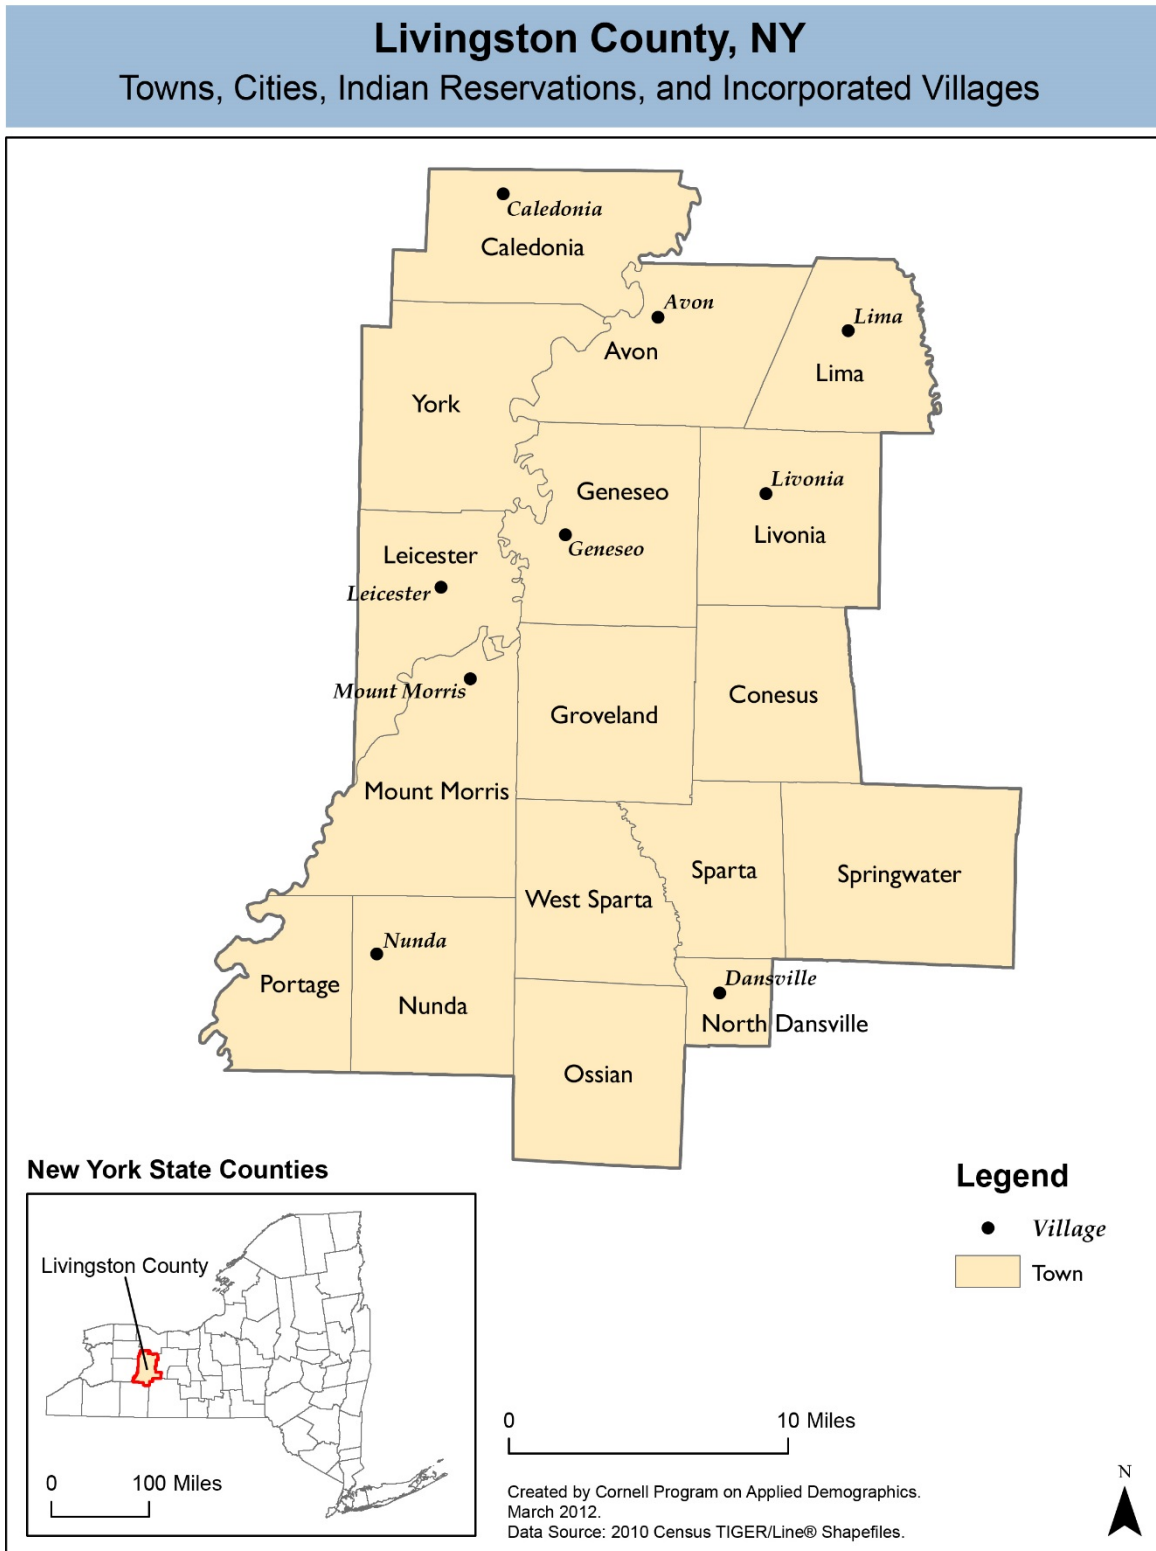 Livingston County, NY
Towns, Cities, Indian Reservations, and Incorporated Villages
Caledonia
Caledonia
Avon
Lima
Avon
Lima
York
Livonia
Geneseo
Livonia
Geneseo
Leicester
Leicester
Mount Morris
Conesus
Groveland
Mount Morris
Sparta
Springwater
West Sparta
Nunda
Dansville
Portage
Nunda
North Dansville
Ossian
New York State Counties
Livingston County
0
100 Miles
Legend
Village
Town
0
10 Miles
Created by Cornell Program on Applied Demographics.
March 2012.
Data Source: 2010 Census TIGER/Line® Shapefiles.
N